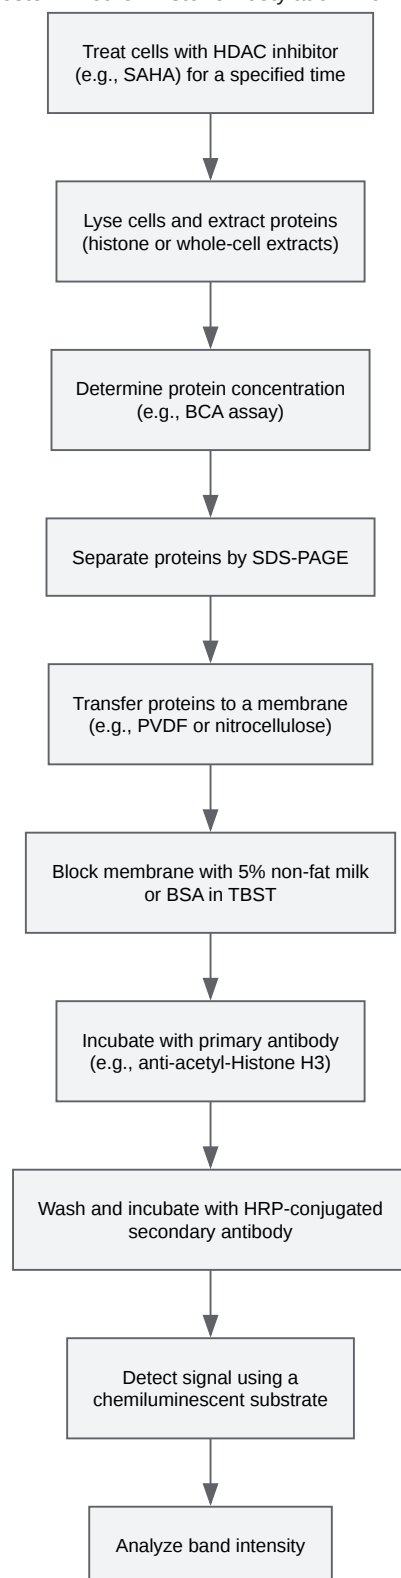 Treat cells with HDAC inhibitor
(e.g., SAHA) for a specified time
Lyse cells and extract proteins
(histone or whole-cell extracts)
Determine protein concentration
(e.g., BCA assay)
Separate proteins by SDS-PAGE
Transfer proteins to a membrane
(e.g., PVDF or nitrocellulose)
Block membrane with 5% non-fat milk
or BSA in TBST
Incubate with primary antibody
(e.g., anti-acetyl-Histone H3)
Wash and incubate with HRP-conjugated
secondary antibody
Detect signal using a
chemiluminescent substrate
Analyze band intensity